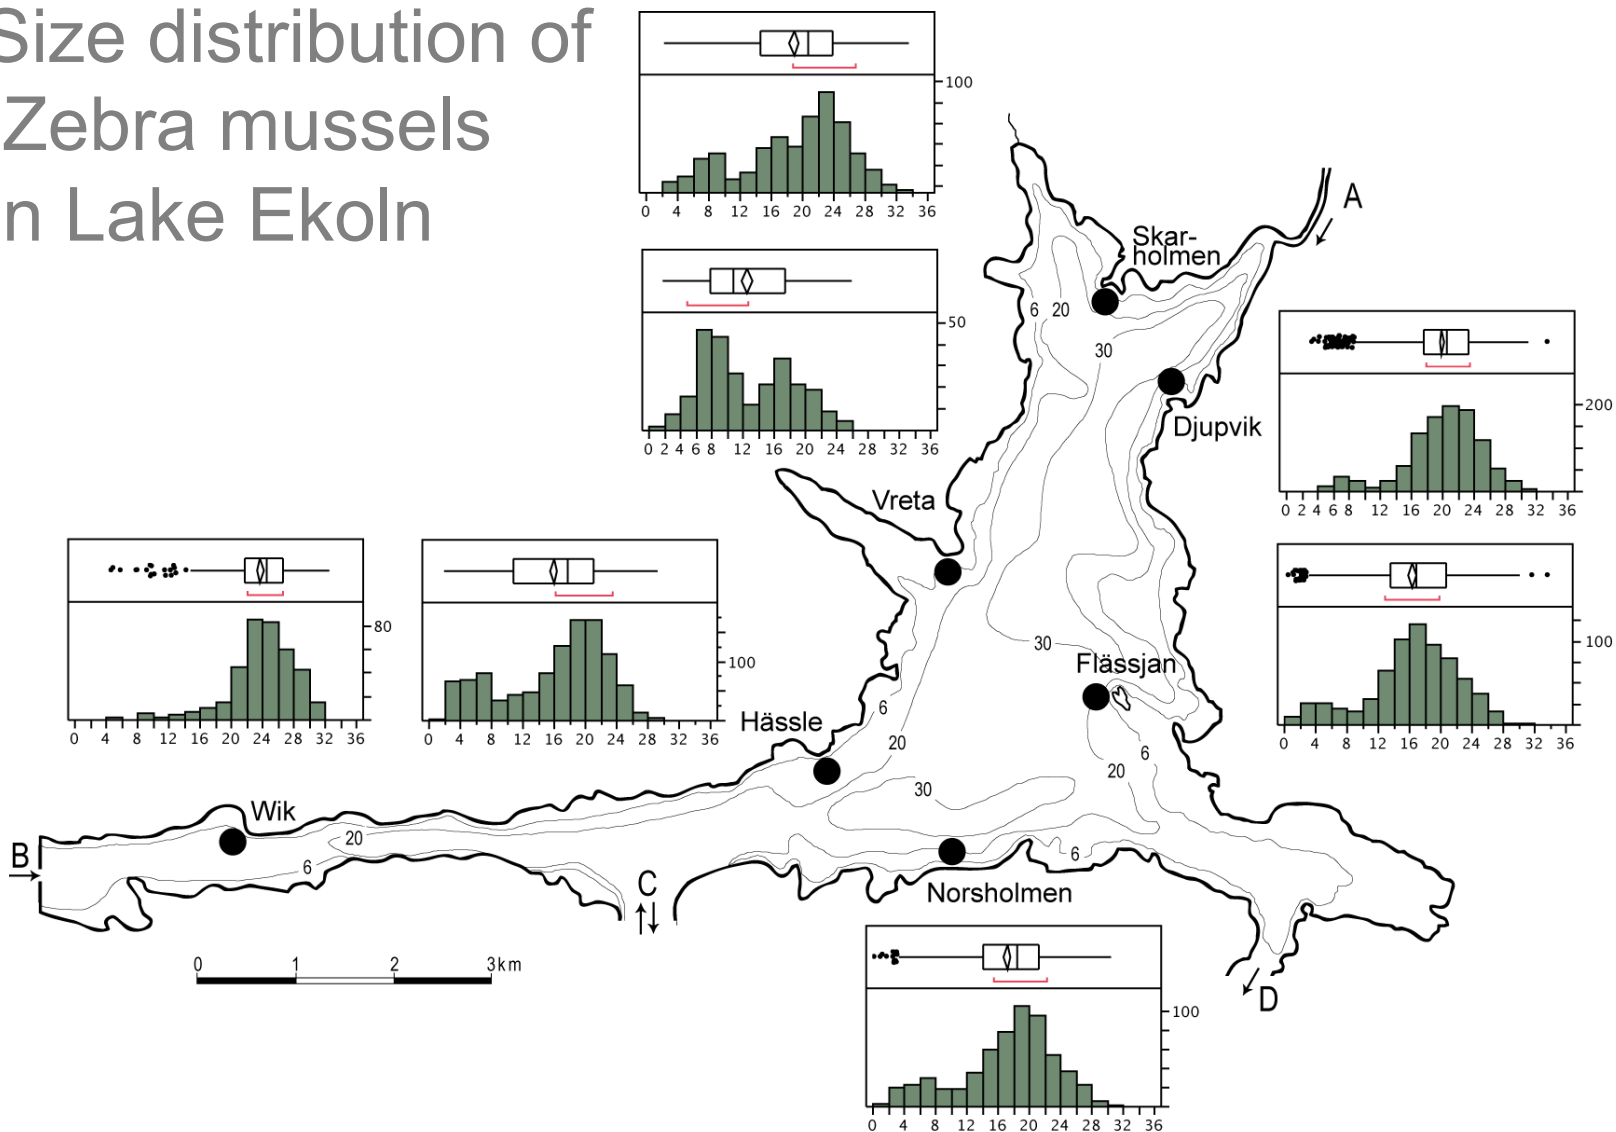 Size distribution of
Zebra mussels
n Lake Ekoln
100
0 4 8 12 16 20 24 28 32 36
50
0 2 4 6 8 12 16 20 24 28 32 36
A
Skar-
holmen
6 20
30
200
0 2 4 6 8 12 16 20 24 28 32 36
Djupvik
Vreta
80
0 4 8 12 16 20 24 28 32 36
100
0 4 8 12 16 20 24 28 32 36
100
0 4 8 12 16 20 24 28 32 36
30
Flässjan
6
Hässle
20
6
20
30
Wik
20
6
6
B
C
Norsholmen
0 1 2 3km
D
100
0 4 8 12 16 20 24 28 32 36